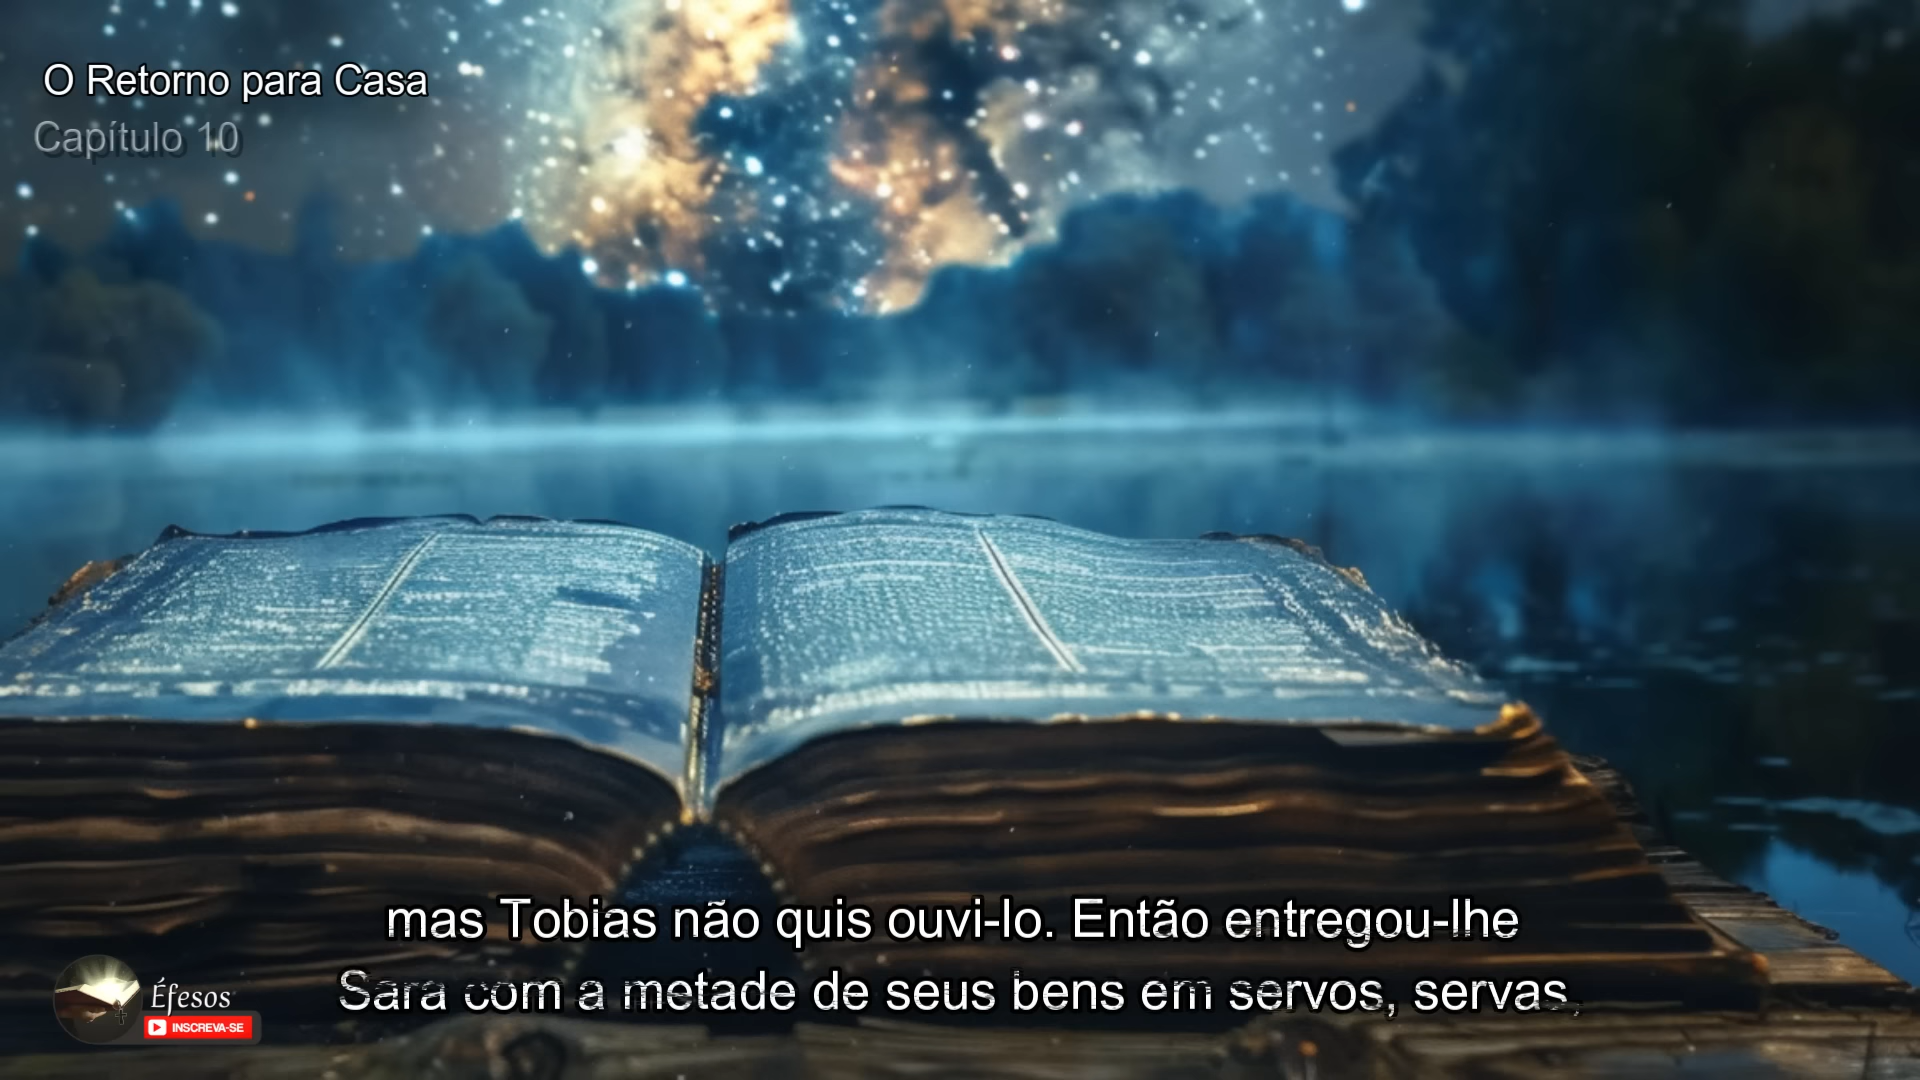 O Retorno para Casa
Capítulo 10
mas Tobias não quis ouvi-lo. Então entregou-lhe
Sara com a metade de seus bens em servos, servas,
Éfesos
INSCREVA-SE